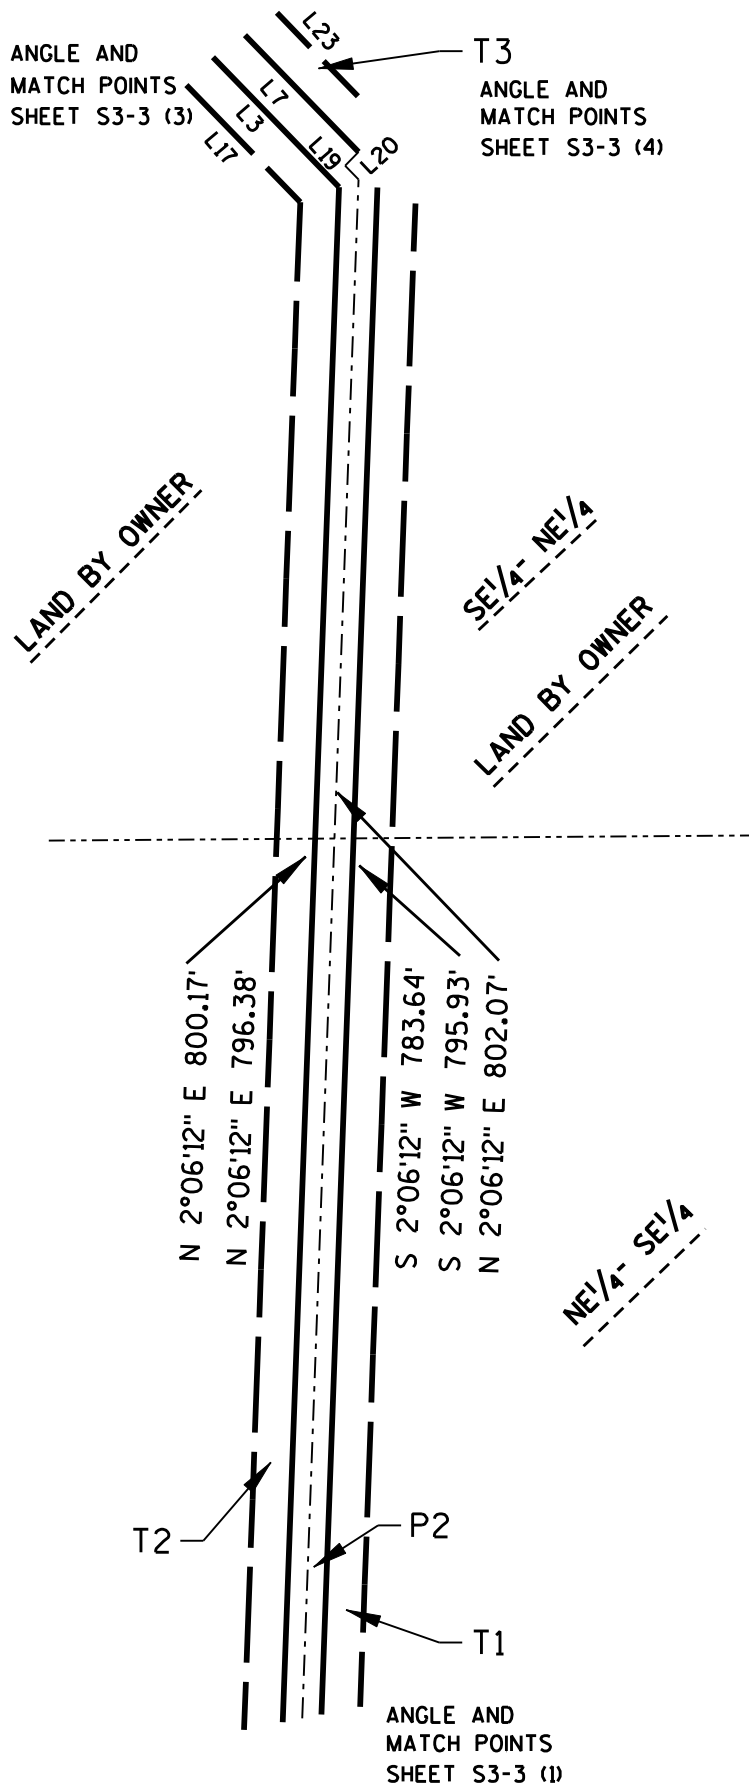 L23
T3
ANGLE AND
MATCH POINTS
SHEET S3-3 (3)
ANGLE AND
MATCH POINTS
SHEET S3-3 (4)
L7
L3
L17
L19
L20
LAND BY OWNER
SE¼- NE¼
LAND BY OWNER
N 2°06'12" E 800.17'
N 2°06'12" E 796.38'
S 2°06'12" W 783.64'
S 2°06'12" W 795.93'
N 2°06'12" E 802.07'
NE¼- SE¼
T2
P2
T1
ANGLE AND
MATCH POINTS
SHEET S3-3 (1)